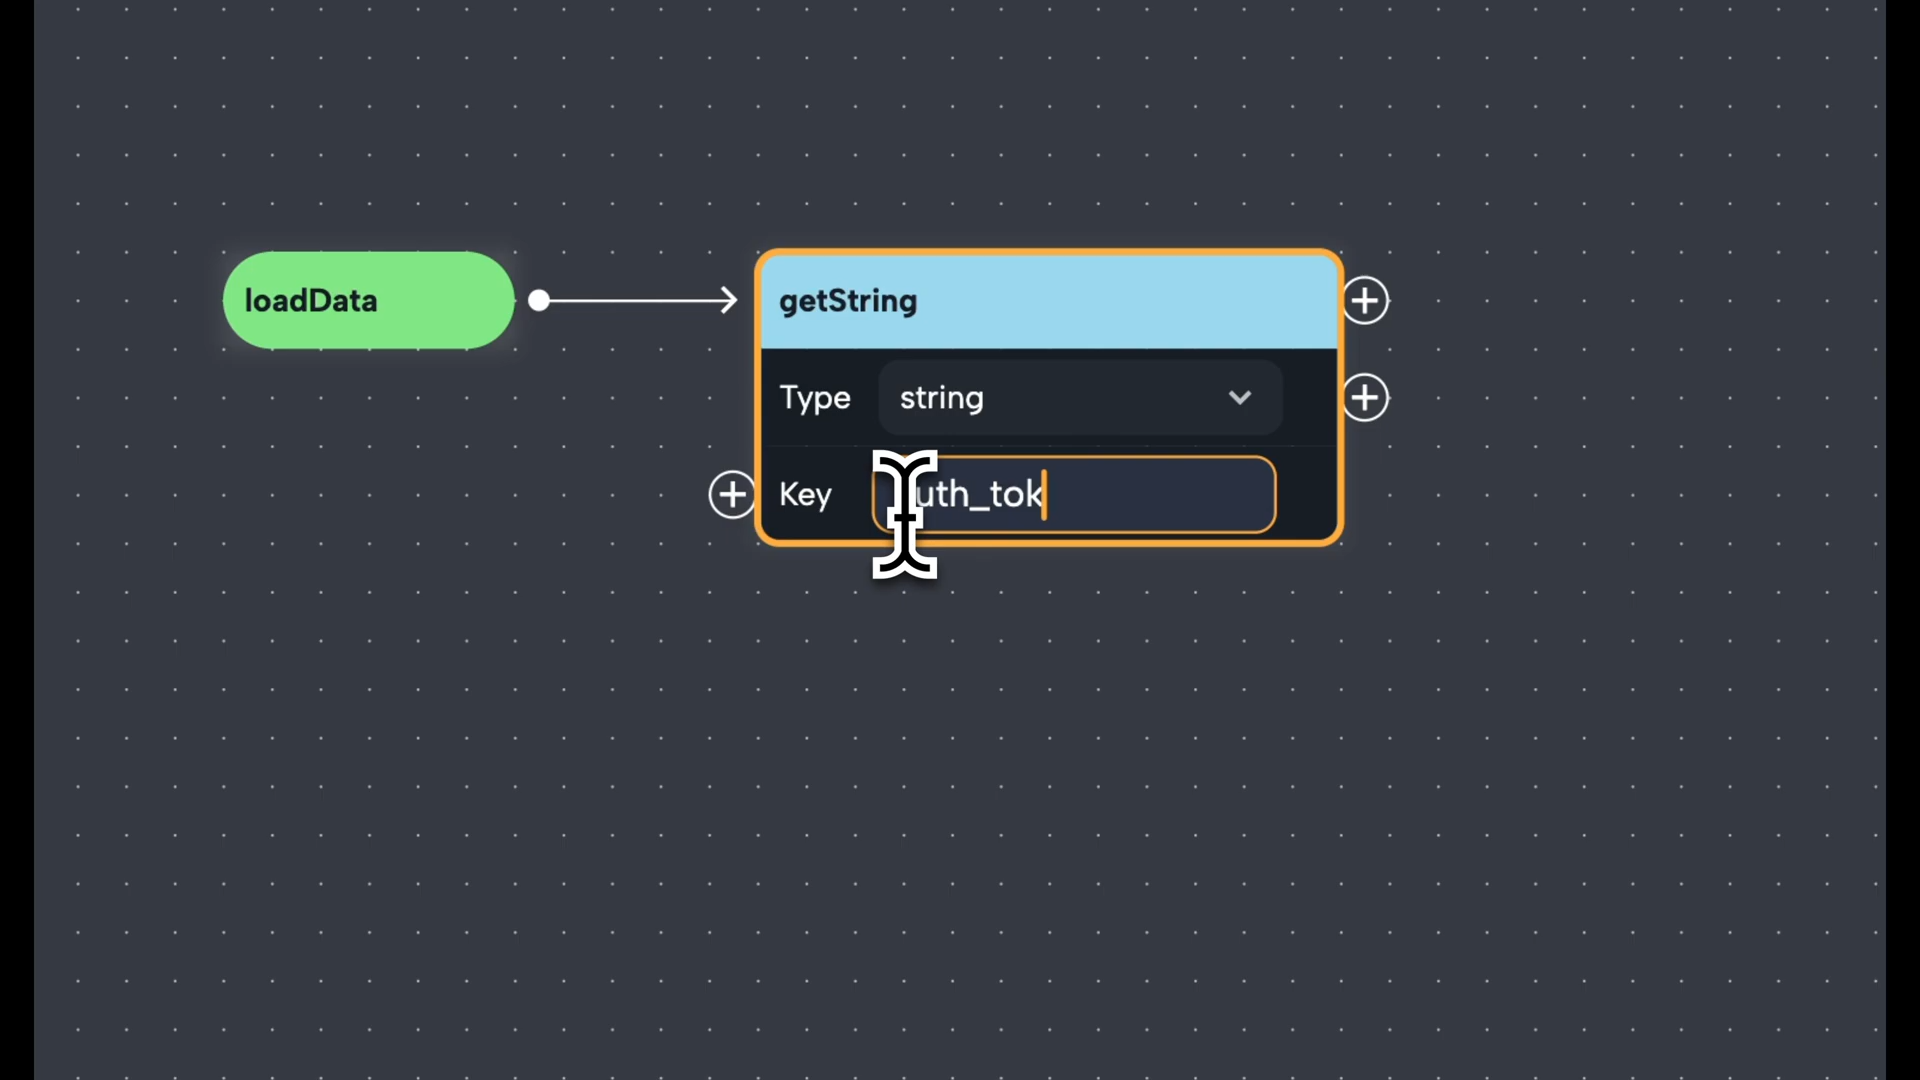 loadData
getString
Type string
Key uth_tok